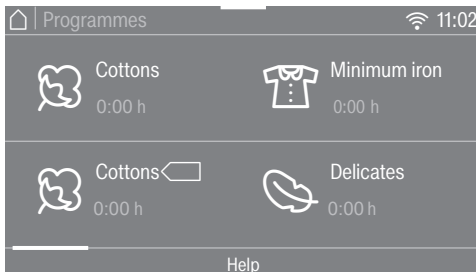 Programmes 11:02
Cottons Minimum iron
0:00 h 0:00 h
Cottons Delicates
0:00 h 0:00 h
Help